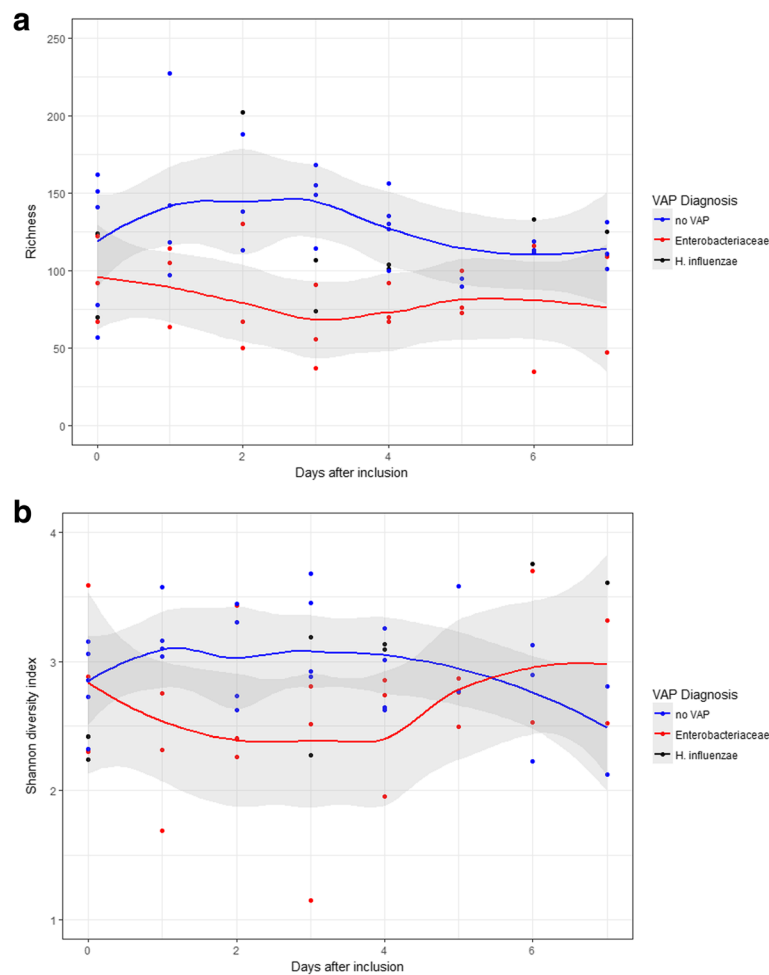 a
250
200
150
100
50
0
Richness
0 2 4 6
Days after inclusion
VAP Diagnosis
no VAP
Enterobacteriaceae
H. influenzae
b
4
3
2
1
Shannon diversity index
0 2 4 6
Days after inclusion
VAP Diagnosis
no VAP
Enterobacteriaceae
H. influenzae